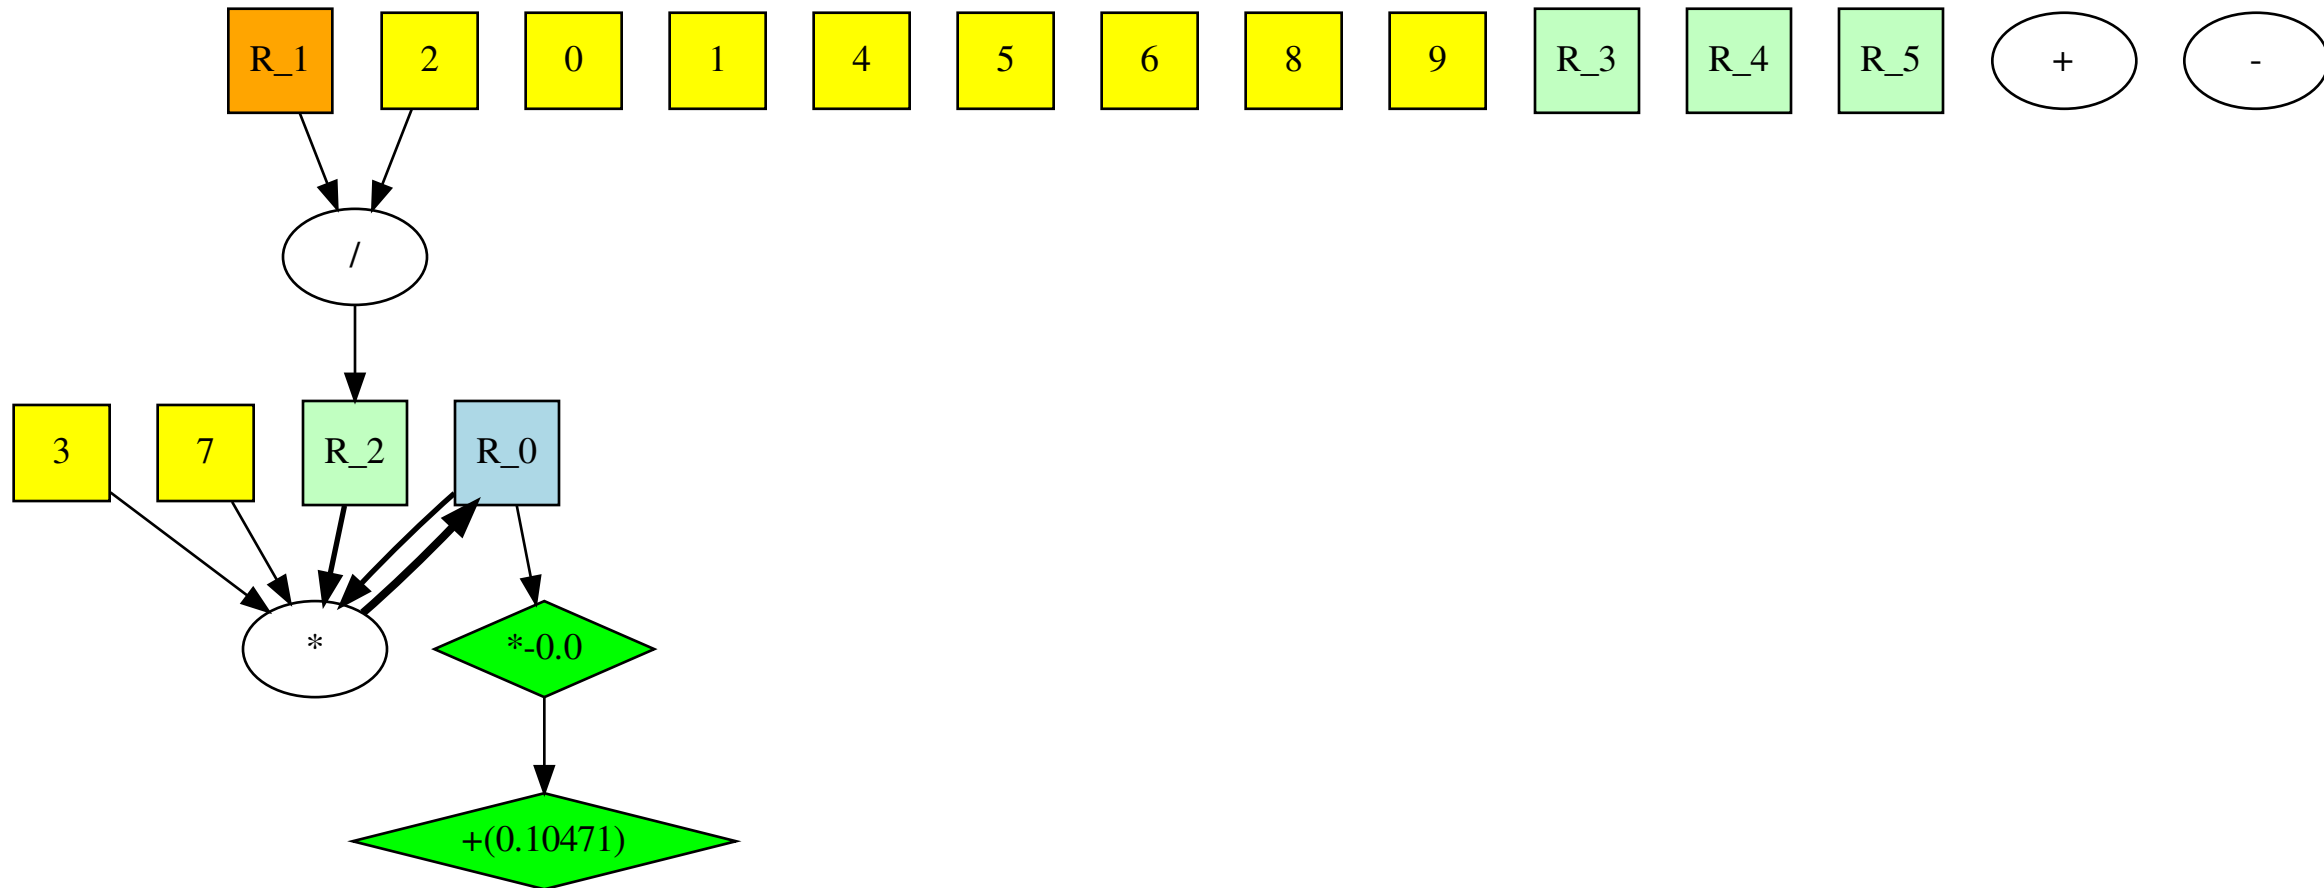 R_1 2 0 1 4 5 6 8 9 R_3 R_4 R_5 + -
/
3 7 R_2 R_0
* *-0.0
+(0.10471)